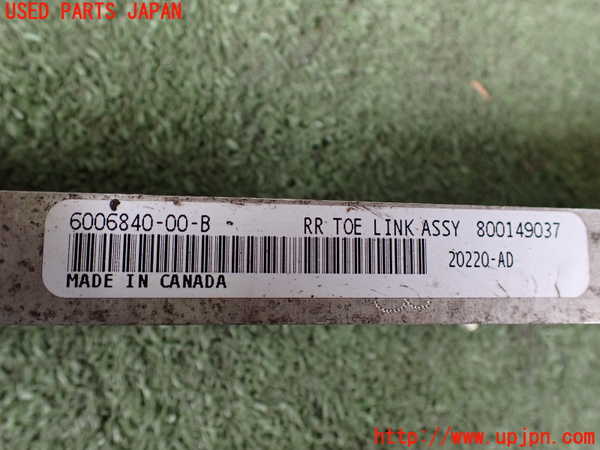 USED PARTS JAPAN
6006840-00-B RR TOE LINK ASSY 800149037
20220-AD
MADE IN CANADA
http://www.upjpn.com/